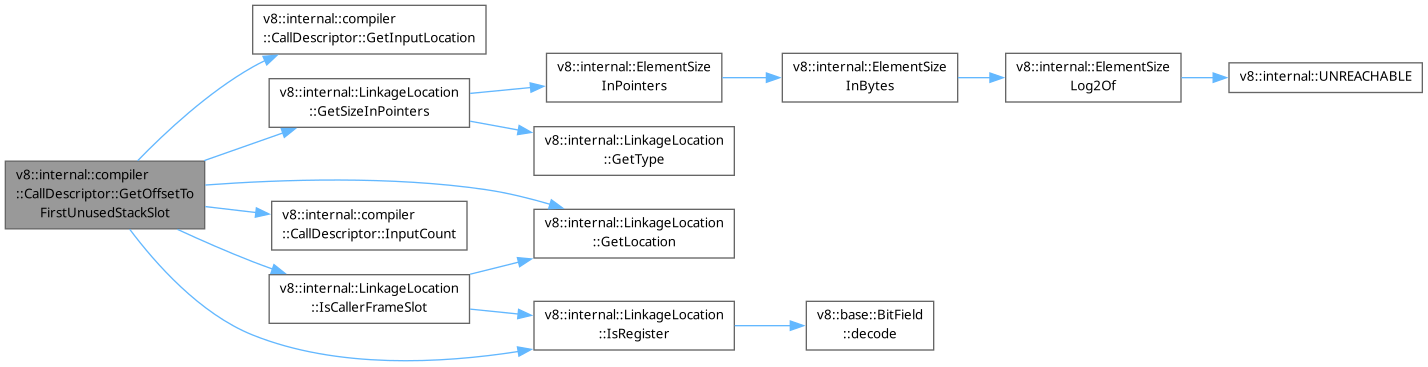 v8::internal::compiler
::CallDescriptor::GetInputLocation
v8::internal::ElementSize
InPointers
v8::internal::ElementSize
InBytes
v8::internal::ElementSize
Log2Of
v8::internal::UNREACHABLE
v8::internal::LinkageLocation
::GetSizeInPointers
v8::internal::LinkageLocation
::GetType
v8::internal::compiler
::CallDescriptor::GetOffsetTo
FirstUnusedStackSlot
v8::internal::compiler
::CallDescriptor::InputCount
v8::internal::LinkageLocation
::GetLocation
v8::internal::LinkageLocation
::IsCallerFrameSlot
v8::internal::LinkageLocation
::IsRegister
v8::base::BitField
::decode